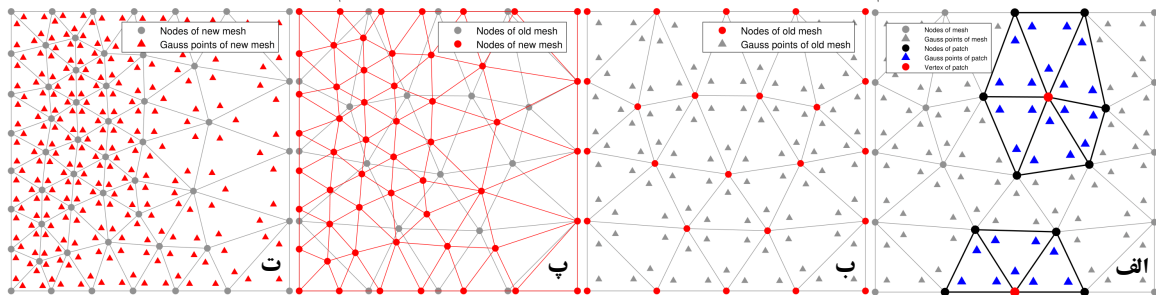 Nodes of new mesh
Gauss points of new mesh
ت
Nodes of old mesh
Nodes of new mesh
پ
Nodes of old mesh
Gauss points of old mesh
ب
Nodes of mesh
Gauss points of mesh
Nodes of patch
Gauss points of patch
Vertex of patch
الف